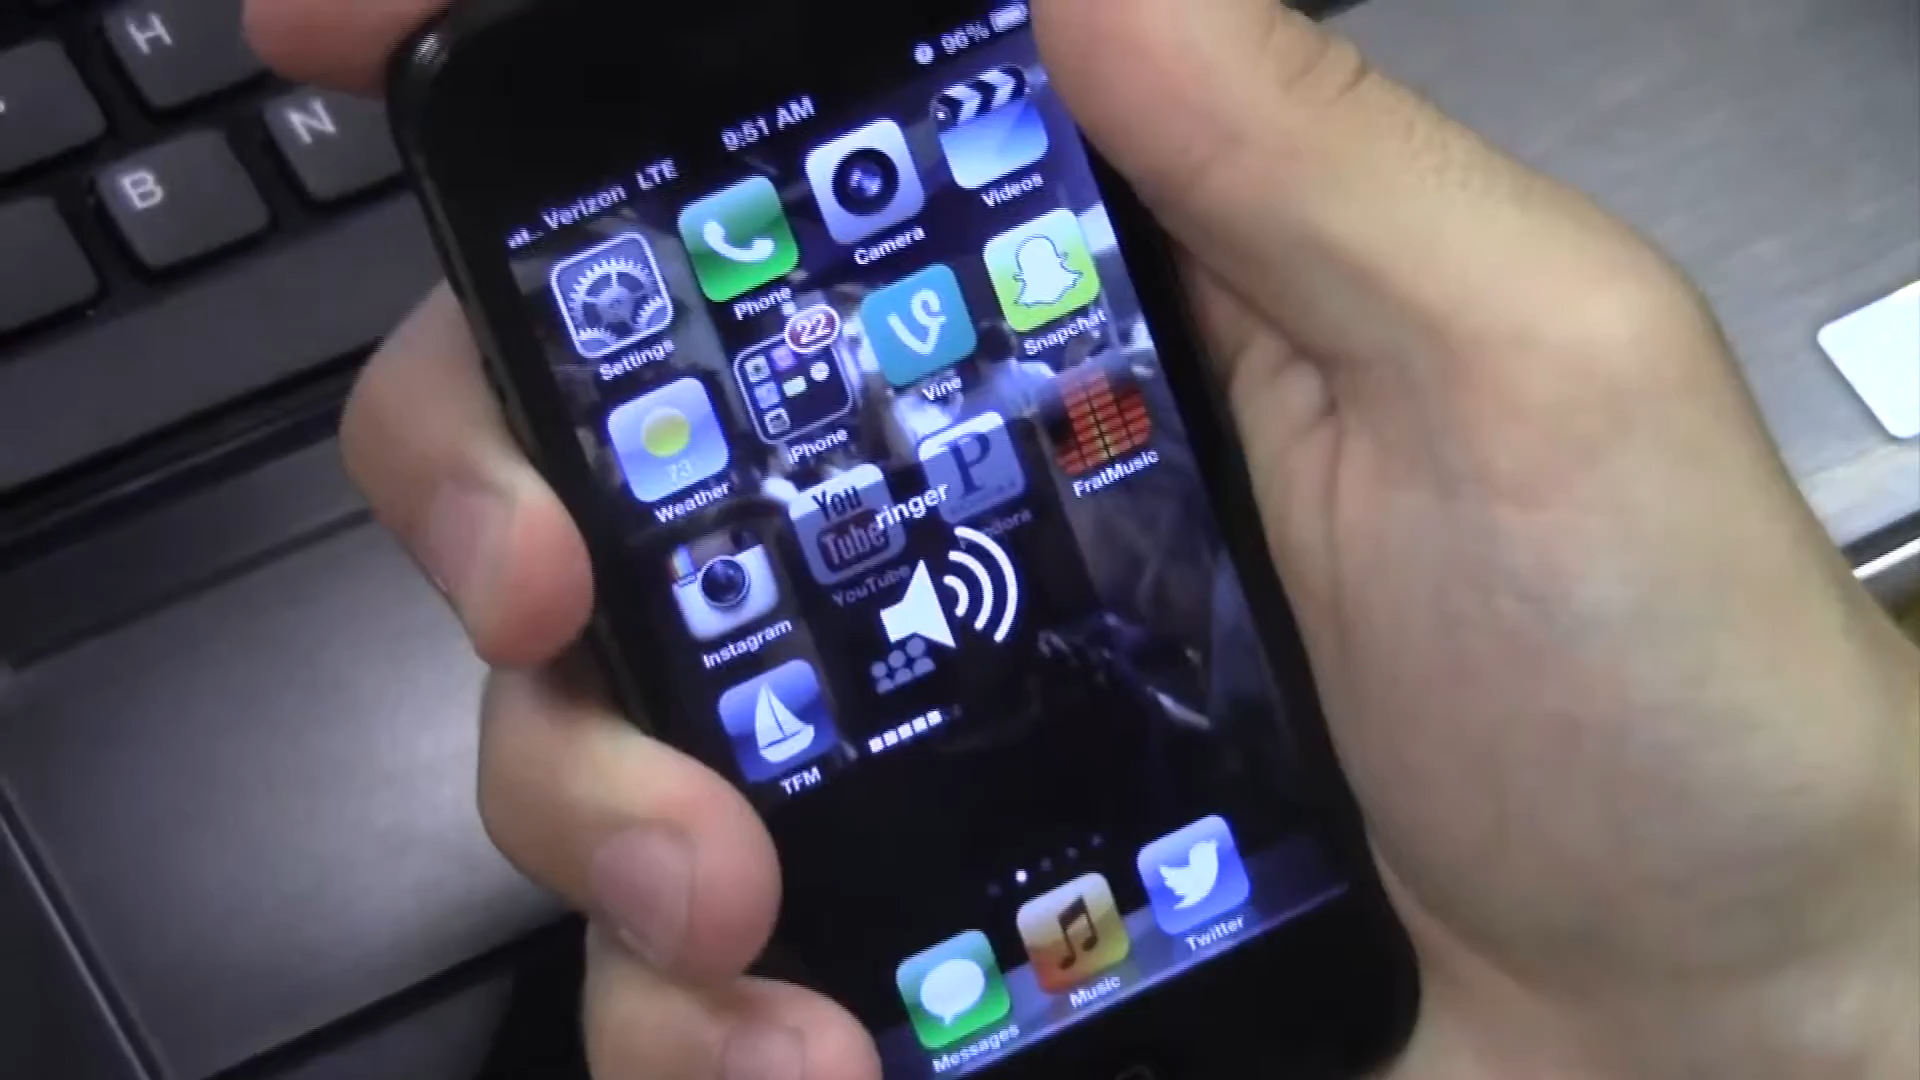 H
N
B
Verizon LTE
9:51 AM
96%
Settings
Phone
Camera
Videos
73
Weather
22
iPhone
Vine
Snapchat
Instagram
You
Tube
YouTube
P
ringer
FratMusic
TFM
Messages
Music
Twitter